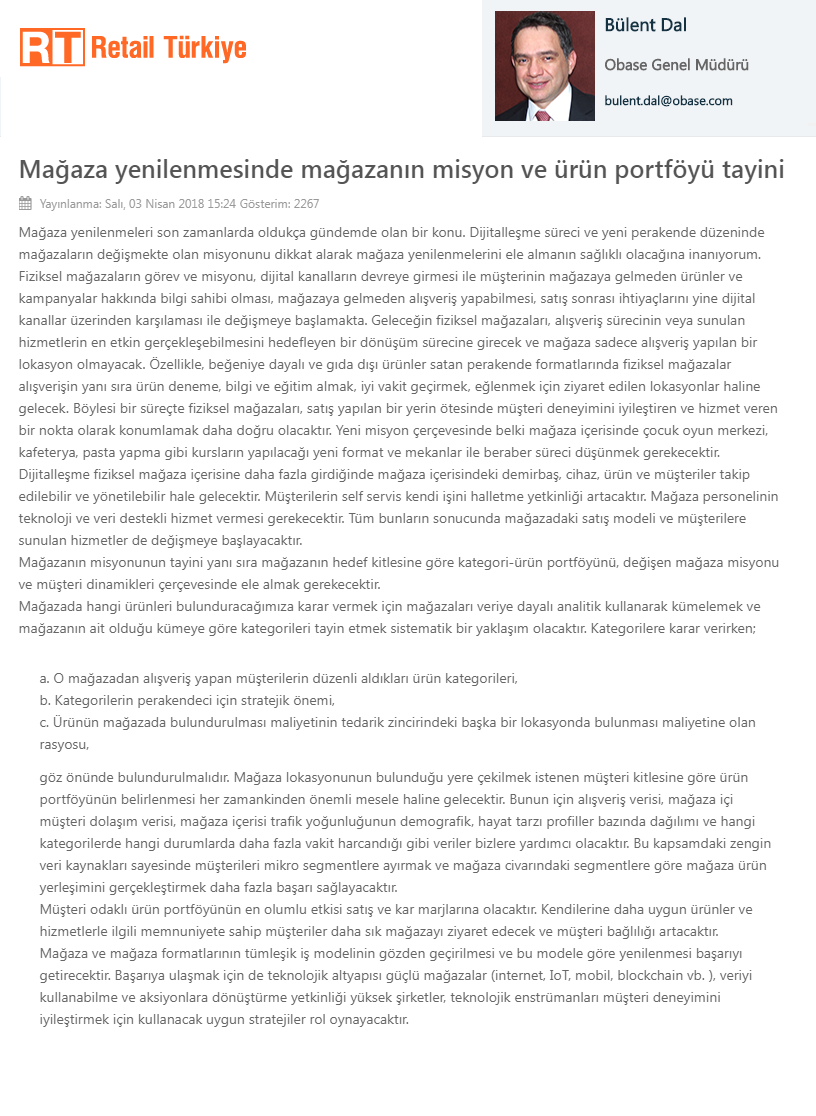 RT Retail Türkiye
Bülent Dal
Obase Genel Müdürü
bulent.dal@obase.com
Mağaza yenilenmesinde mağazanın misyon ve ürün portföyü tayini
Yayınlanma: Salı, 03 Nisan 2018 15:24 Gösterim: 2267
Mağaza yenilenmeleri son zamanlarda oldukça gündemde olan bir konu. Dijitalleşme süreci ve yeni perakende düzeninde
mağazaların değişmekte olan misyonunu dikkat alarak mağaza yenilenmelerini ele almanın sağlıklı olacağına inanıyorum.
Fiziksel mağazaların görev ve misyonu, dijital kanalların devreye girmesi ile müşterinin mağazaya gelmeden ürünler ve
kampanyalar hakkında bilgi sahibi olması, mağazaya gelmeden alışveriş yapabilmesi, satış sonrası ihtiyaçlarını yine dijital
kanallar üzerinden karşılaması ile değişmeye başlamakta. Geleceğin fiziksel mağazaları, alışveriş sürecinin veya sunulan
hizmetlerin en etkin gerçekleşebilmesini hedefleyen bir dönüşüm sürecine girecek ve mağaza sadece alışveriş yapılan bir
lokasyon olmayacak. Özellikle, beğeniye dayalı ve gıda dışı ürünler satan perakende formatlarında fiziksel mağazalar
alışverişin yanı sıra ürün deneme, bilgi ve eğitim almak, iyi vakit geçirmek, eğlenmek için ziyaret edilen lokasyonlar haline
gelecek. Böylesi bir süreçte fiziksel mağazaları, satış yapılan bir yerin ötesinde müşteri deneyimini iyileştiren ve hizmet veren
bir nokta olarak konumlamak daha doğru olacaktır. Yeni misyon çerçevesinde belki mağaza içerisinde çocuk oyun merkezi,
kafeterya, pasta yapma gibi kursların yapılacağı yeni format ve mekanlar ile beraber süreci düşünmek gerekecektir.
Dijitalleşme fiziksel mağaza içerisine daha fazla girdiğinde mağaza içerisindeki demirbaş, cihaz, ürün ve müşteriler takip
edilebilir ve yönetilebilir hale gelecektir. Müşterilerin self servis kendi işini halletme yetkinliği artacaktır. Mağaza personelinin
teknoloji ve veri destekli hizmet vermesi gerekecektir. Tüm bunların sonucunda mağazadaki satış modeli ve müşterilere
sunulan hizmetler de değişmeye başlayacaktır.
Mağazanın misyonunun tayini yanı sıra mağazanın hedef kitlesine göre kategori-ürün portföyünü, değişen mağaza misyonu
ve müşteri dinamikleri çerçevesinde ele almak gerekecektir.
Mağazada hangi ürünleri bulunduracağımıza karar vermek için mağazaları veriye dayalı analitik kullanarak kümelemek ve
mağazanın ait olduğu kümeye göre kategorileri tayin etmek sistematik bir yaklaşım olacaktır. Kategorilere karar verirken;
a. O mağazadan alışveriş yapan müşterilerin düzenli aldıkları ürün kategorileri,
b. Kategorilerin perakendeci için stratejik önemi,
c. Ürünün mağazada bulundurulması maliyetinin tedarik zincirindeki başka bir lokasyonda bulunması maliyetine olan
rasyosu,
göz önünde bulundurulmalıdır. Mağaza lokasyonunun bulunduğu yere çekilmek istenen müşteri kitlesine göre ürün
portföyünün belirlenmesi her zamankinden önemli mesele haline gelecektir. Bunun için alışveriş verisi, mağaza içi
müşteri dolaşım verisi, mağaza içerisi trafik yoğunluğunun demografik, hayat tarzı profiller bazında dağılımı ve hangi
kategorilerde hangi durumlarda daha fazla vakit harcandığı gibi veriler bizlere yardımcı olacaktır. Bu kapsamdaki zengin
veri kaynakları sayesinde müşterileri mikro segmentlere ayırmak ve mağaza civarındaki segmentlere göre mağaza ürün
yerleşimini gerçekleştirmek daha fazla başarı sağlayacaktır.
Müşteri odaklı ürün portföyünün en olumlu etkisi satış ve kar marjlarına olacaktır. Kendilerine daha uygun ürünler ve
hizmetlerle ilgili memnuniyete sahip müşteriler daha sık mağazayı ziyaret edecek ve müşteri bağlılığı artacaktır.
Mağaza ve mağaza formatlarının tümleşik iş modelinin gözden geçirilmesi ve bu modele göre yenilenmesi başarıyı
getirecektir. Başarıya ulaşmak için de teknolojik altyapısı güçlü mağazalar (internet, IoT, mobil, blockchain vb. ), veriyi
kullanabilme ve aksiyonlara dönüştürme yetkinliği yüksek şirketler, teknolojik enstrümanları müşteri deneyimini
iyileştirmek için kullanacak uygun stratejiler rol oynayacaktır.